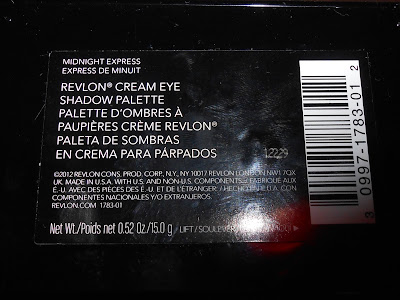 MIDNIGHT EXPRESS
EXPRESS DE MINUIT
REVLON® CREAM EYE
SHADOW PALETTE
PALETTE D'OMBRES À
PAUPIÈRES CRÈME REVLON®
PALETA DE SOMBRAS
EN CREMA PARA PÁRPADOS
12229
©2012 REVLON CONS. PROD. CORP., N.Y., NY 10017 REVLON LONDON NW1 7QX
UK. MADE IN U.S.A. WITH U.S. AND NON-U.S. COMPONENTS / FABRIQUÉ AUX
É.-U. AVEC DES PIÈCES DES É.-U. ET DE L'ÉTRANGER / HECHO EN E.U.A. CON
COMPONENTES NACIONALES Y/O EXTRANJEROS.
REVLON.COM 1783-01
Wt./Poids net 0.52 Oz/15.0 g LIFT/SOULEVER
3 0997-1783-01 2